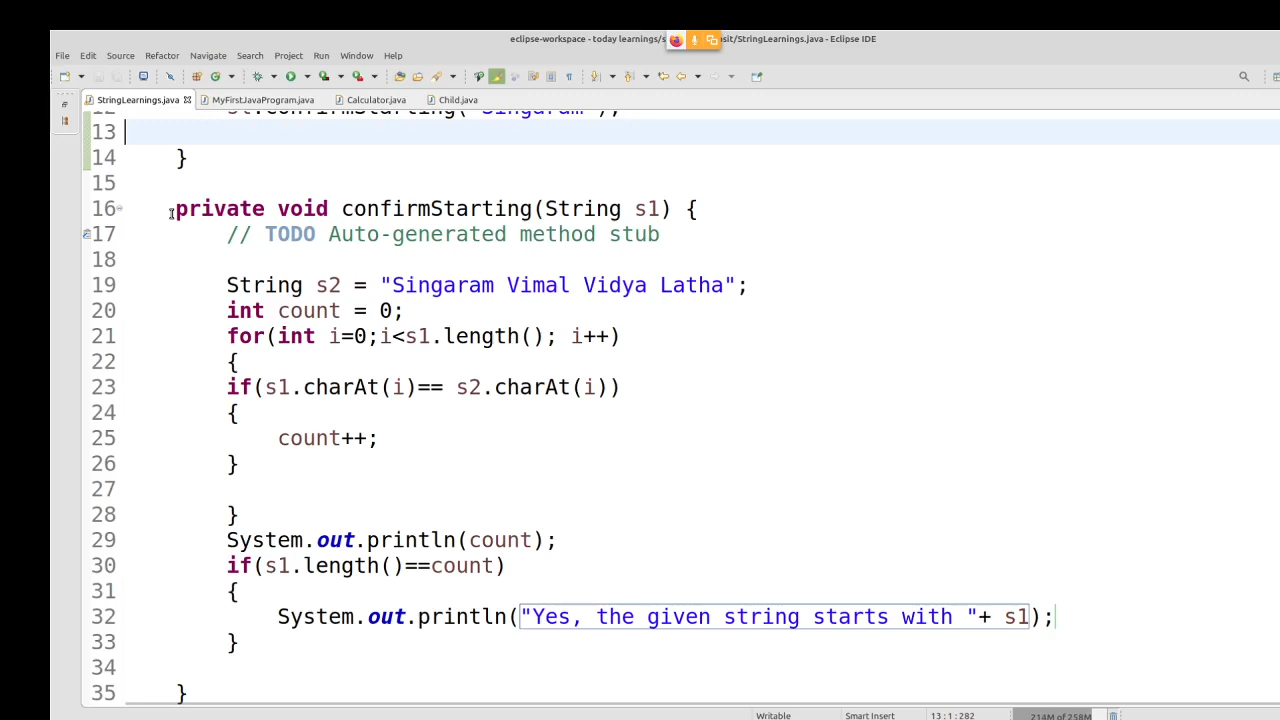 eclipse-workspace - today learnings/s sit/StringLearnings.java - Eclipse IDE
File Edit Source Refactor Navigate Search Project Run Window Help
StringLearnings.java MyFirstJavaProgram.java Calculator.java Child.java
12 sl.confirmStarting("Singaram");
13
14 }
15
16 private void confirmStarting(String s1) {
17 // TODO Auto-generated method stub
18
19 String s2 = "Singaram Vimal Vidya Latha";
20 int count = 0;
21 for(int i=0;i<s1.length(); i++)
22 {
23 if(s1.charAt(i)== s2.charAt(i))
24 {
25 count++;
26 }
27
28 }
29 System.out.println(count);
30 if(s1.length()==count)
31 {
32 System.out.println("Yes, the given string starts with "+ s1);
33 }
34
35 }
Writable Smart Insert 13:1:282 214M of 258M